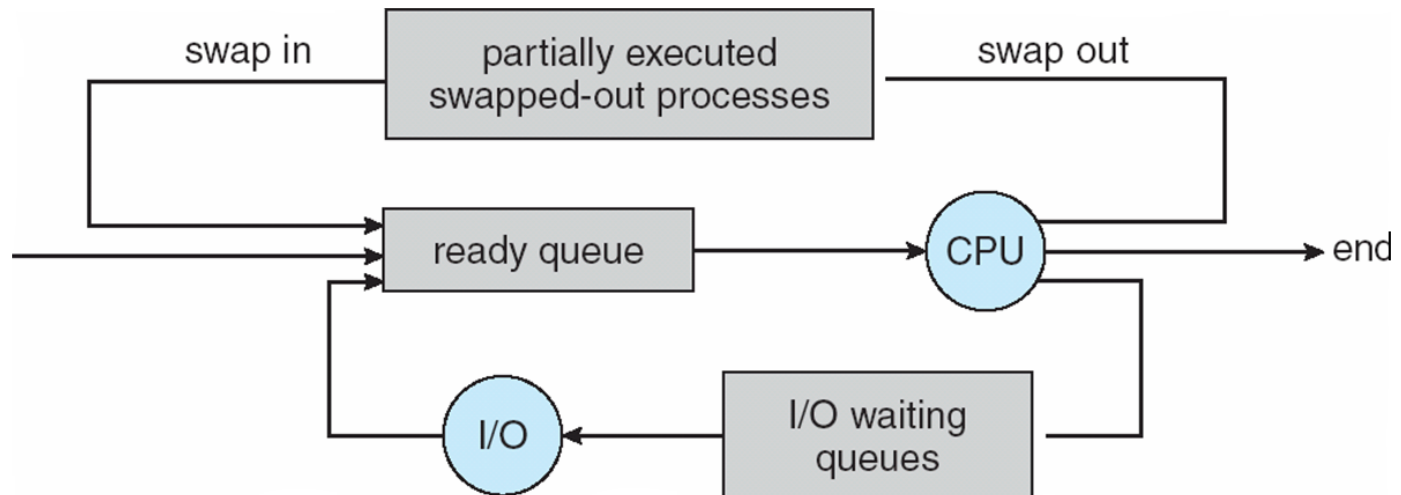 swap in
partially executed
swapped-out processes
swap out
ready queue
CPU
end
I/O
I/O waiting
queues